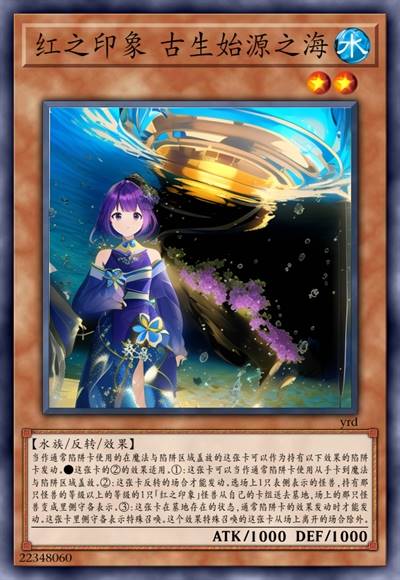 红之印象 古生始源之海
水
yrd
【水族/反转/效果】
当作通常陷阱卡使用的在魔法与陷阱区域盖放的这张卡可以作为持有以下效果的怪兽
卡发动。●这张卡的②的效果适用。①:这张卡可以当作通常陷阱卡使用从手卡到魔法
与陷阱区域盖放。②:这张卡反转的场合才能发动。选场上1只表侧表示的怪兽,持有那
只怪兽的等级以上的等级的1只「红之印象」怪兽从自己的卡组送去墓地,场上的那只怪
兽变成里侧守备表示。③:这张卡在墓地存在的状态,通常陷阱卡的效果发动时才能发
动。这张卡里侧守备表示特殊召唤。这个效果特殊召唤的这张卡从场上离开的场合除外。
ATK/1000 DEF/1000
22348060